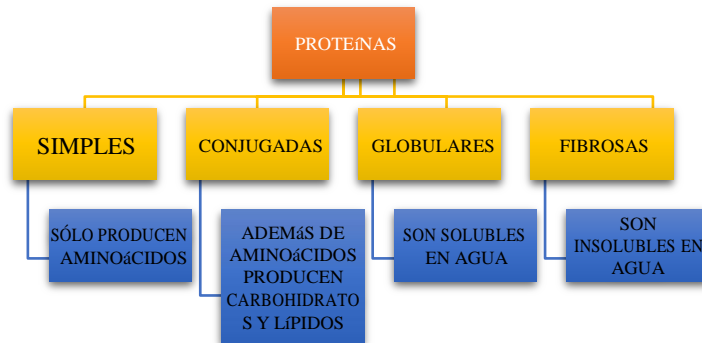 PROTEíNAS
SIMPLES
CONJUGADAS
GLOBULARES
FIBROSAS
SÓLO PRODUCEN
AMINOáCIDOS
ADEMáS DE
AMINOáCIDOS
PRODUCEN
CARBOHIDRATO
S Y LíPIDOS
SON SOLUBLES
EN AGUA
SON
INSOLUBLES EN
AGUA